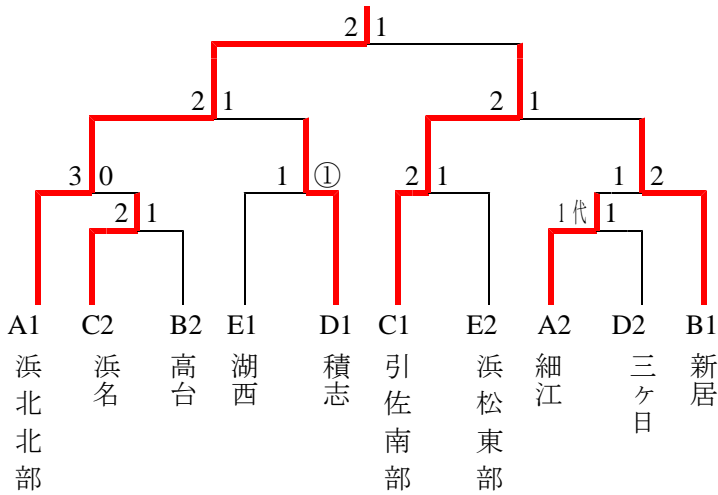 2 1
2 1 2 1
3 0 1 ① 2 1 1 2
2 1 1代 1
A1 C2 B2 E1 D1 C1 E2 A2 D2 B1
浜北北部
浜名
高台
湖西
積志
引佐南部
浜松東部
細江
三ケ日
新居